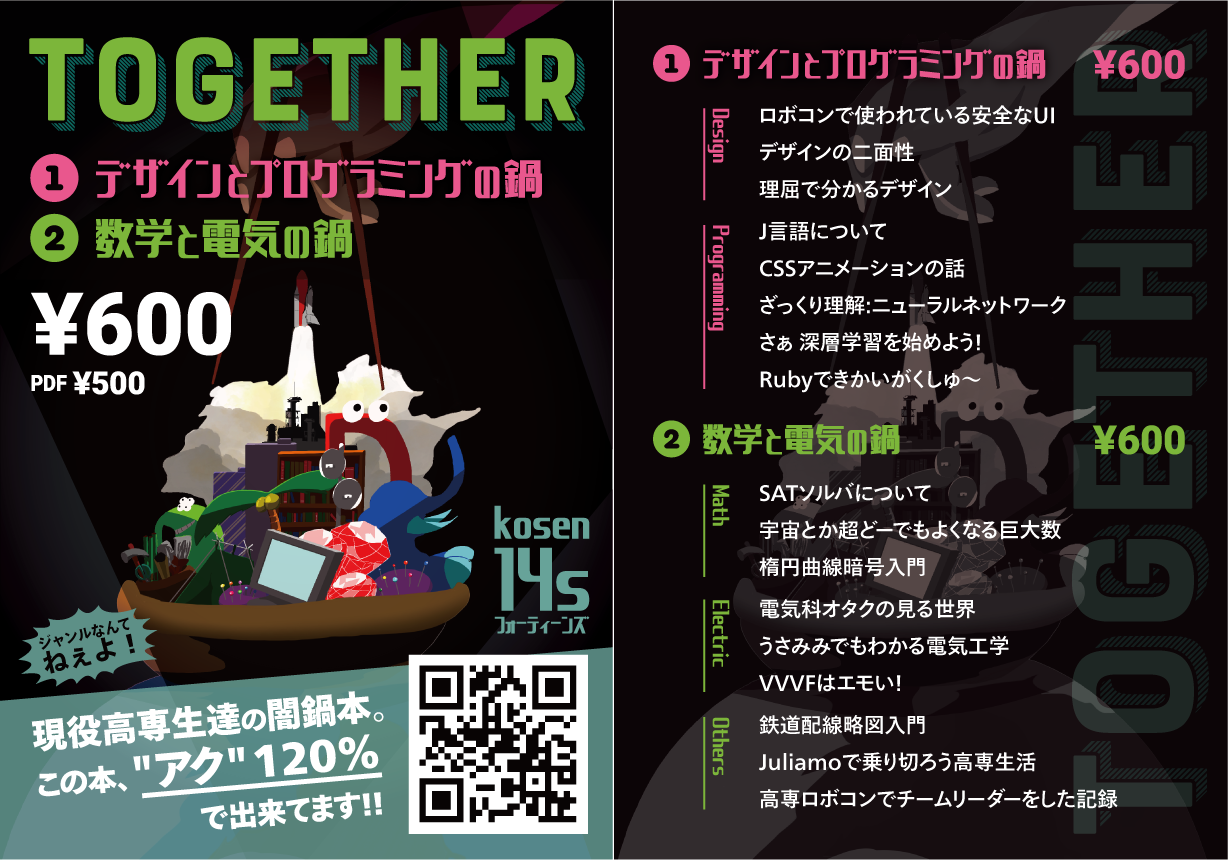 TOGETHER
1 デザインとプログラミングの鍋
2 数学と電気の鍋
¥600
PDF ¥500
kosen
14s
フォーティーンズ
ジャンルなんて
ねぇよ！
現役高専生達の闇鍋本。
この本、"アク" 120%
で出来てます!!
1 デザインとプログラミングの鍋 ¥600
Design
ロボコンで使われている安全なUI
デザインの二面性
理屈で分かるデザイン
Programming
J言語について
CSSアニメーションの話
ざっくり理解:ニューラルネットワーク
さぁ 深層学習を始めよう!
Rubyできかいがくしゅ〜
2 数学と電気の鍋 ¥600
Math
SATソルバについて
宇宙とか超どーでもよくなる巨大数
楕円曲線暗号入門
Electric
電気科オタクの見る世界
うさみみでもわかる電気工学
VVVFはエモい!
Others
鉄道配線略図入門
Juliamoで乗り切ろう高専生活
高専ロボコンでチームリーダーをした記録
TOGETHER